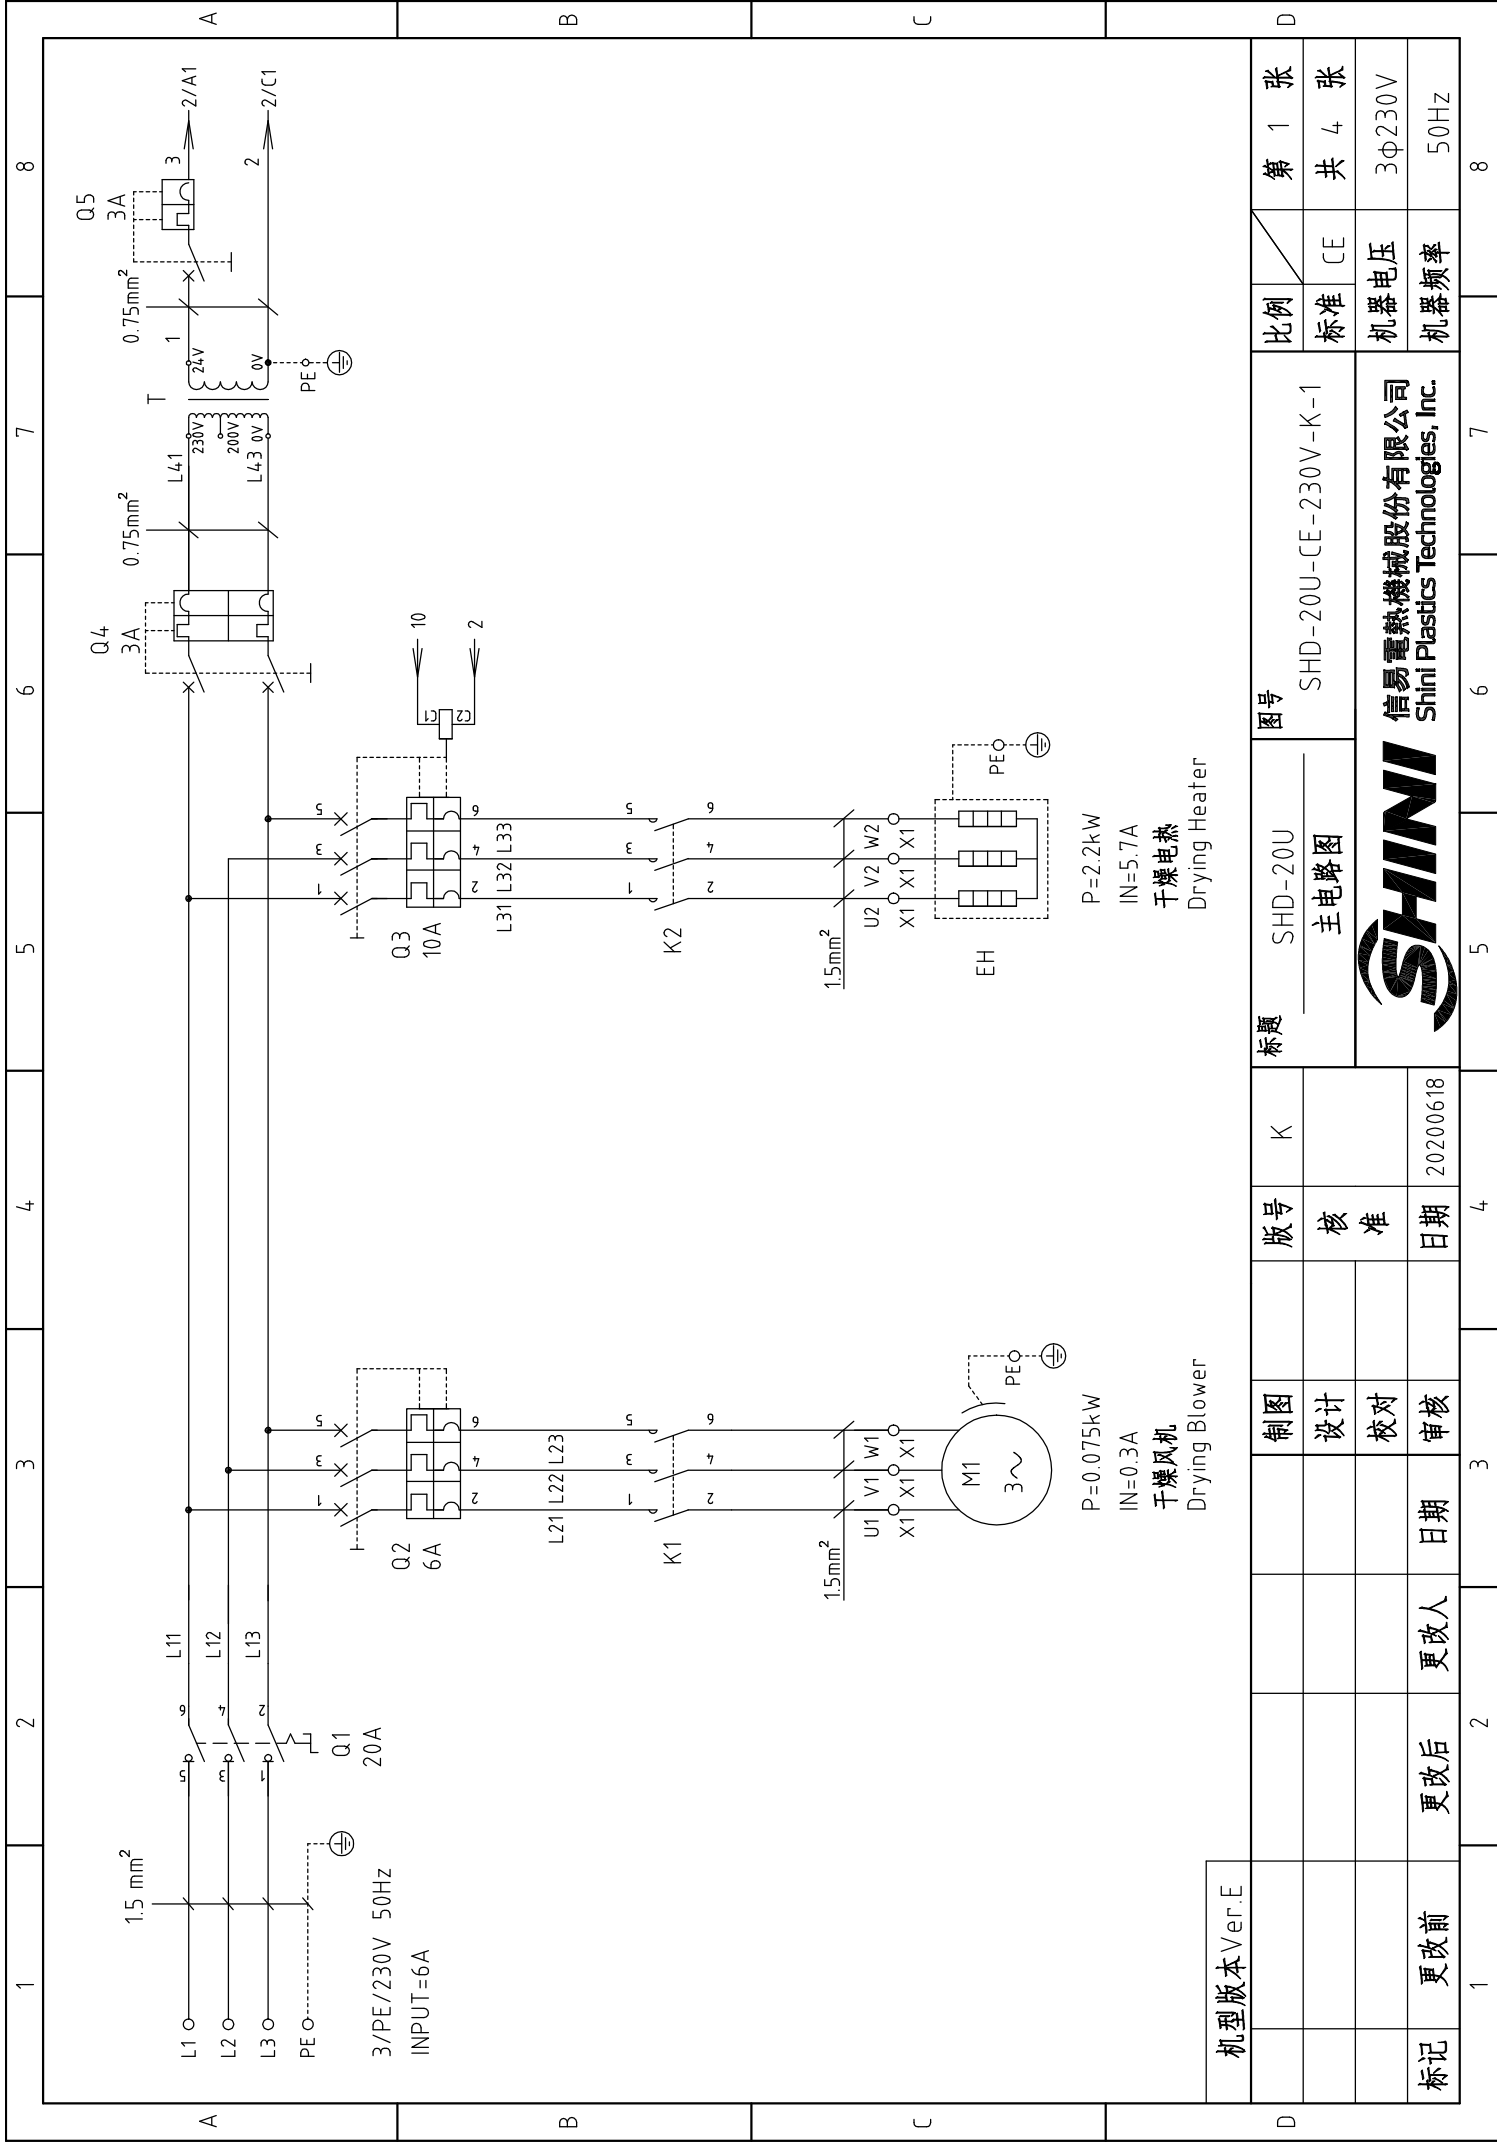 1 2 3 4 5 6 7 8
A
B
C
D
L1
L2
L3
PE
1.5 mm²
3/PE/230V 50Hz
INPUT=6A
5 6
3 4
1 2
L11
L12
L13
Q1
20A
1 3 5
Q2
6A
2 4 6
L21 L22 L23
1 3 5
K1
2 4 6
1.5mm²
U1 V1 W1
X1 X1 X1
M1
3~
PE
P=0.075kW
IN=0.3A
干燥风机
Drying Blower
1 3 5
Q3
10A
2 4 6
L31 L32 L33
C1 10
C2 2
1 3 5
K2
2 4 6
1.5mm²
U2 V2 W2
X1 X1 X1
EH
PE
P=2.2kW
IN=5.7A
干燥电热
Drying Heater
Q4
3A
0.75mm²
L41
L43
T
230V
200V
0V
24V
0V
PE
1
0.75mm²
Q5
3A
3 2/A1
2 2/C1
机型版本Ver.E
标记 更改前 更改后 更改人 日期
制图
设计
校对
审核
版号 K
核准
日期 20200618
标题
SHD-20U
主电路图
图号
SHD-20U-CE-230V-K-1
SHINI
信易電熱機械股份有限公司
Shini Plastics Technologies, Inc.
比例 第 1 张
标准 CE 共 4 张
机器电压 3Φ230V
机器频率 50Hz
A
B
C
D
1 2 3 4 5 6 7 8